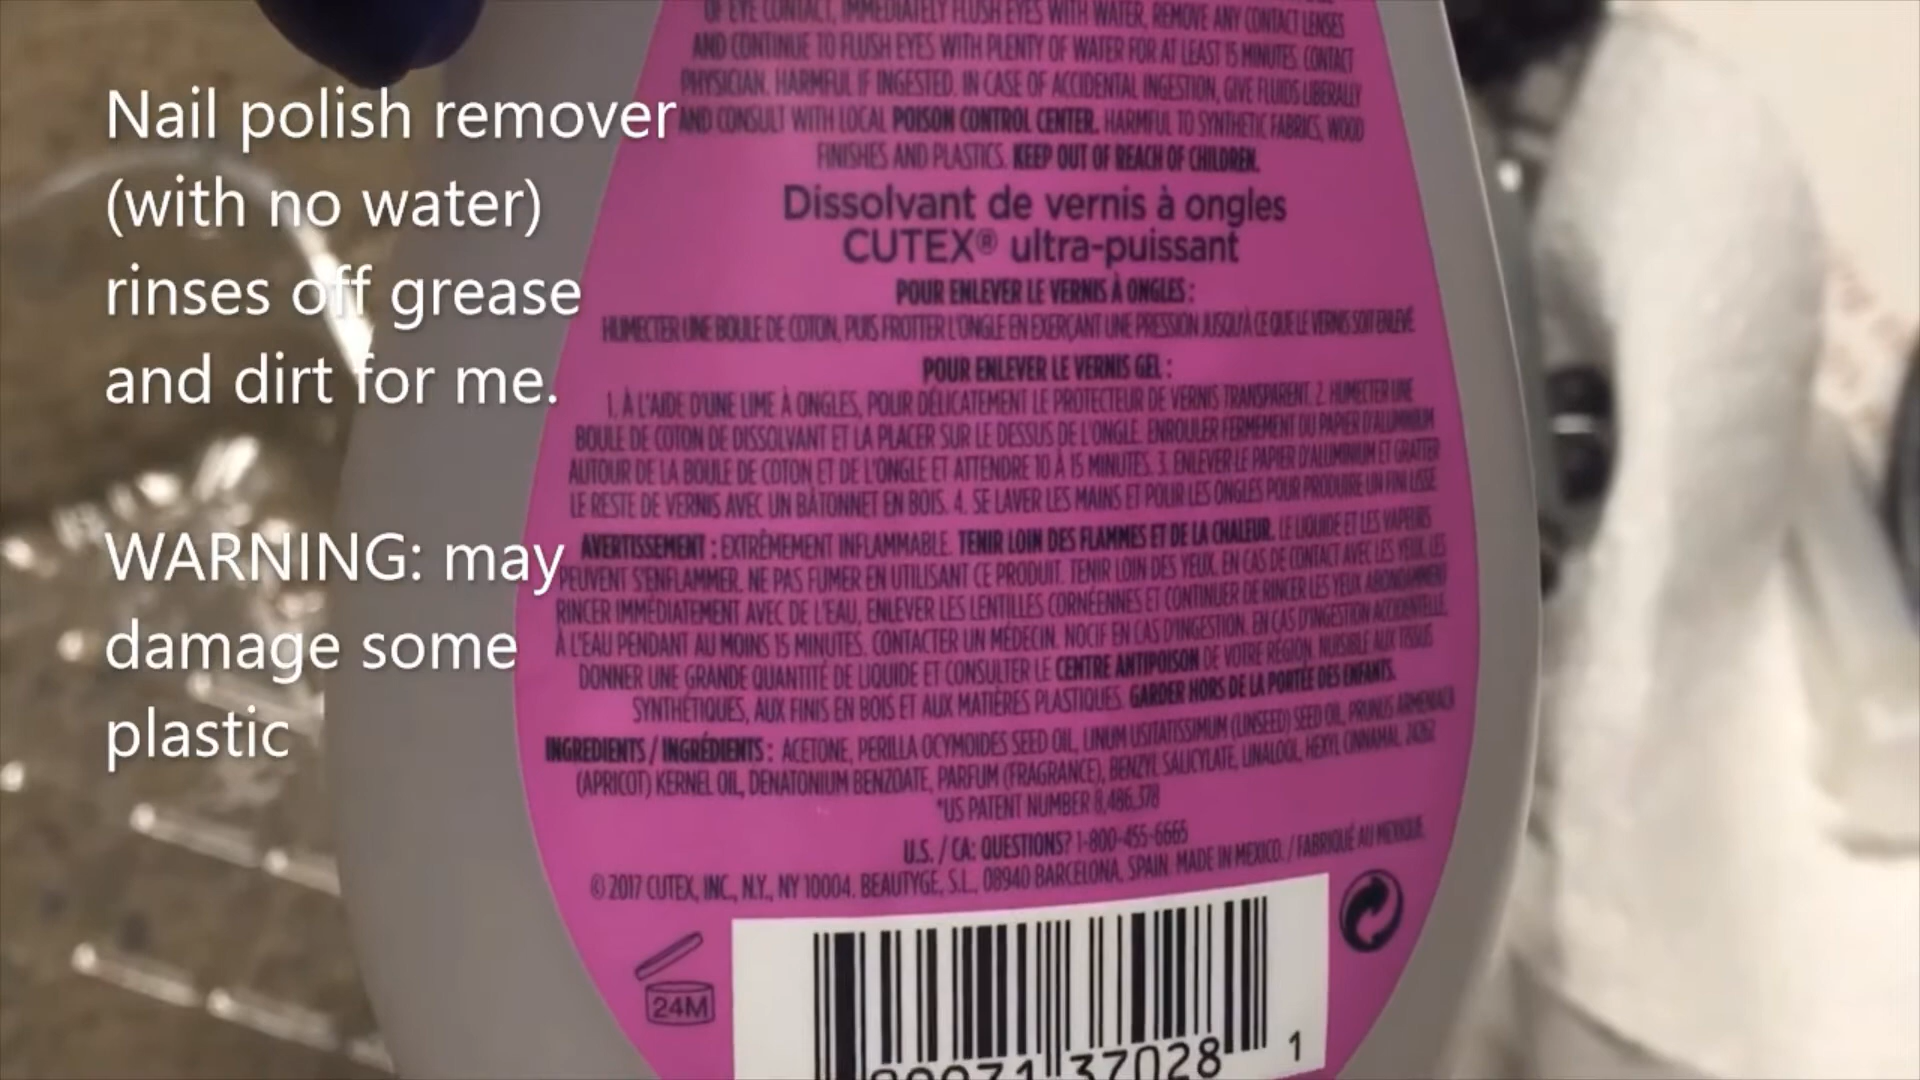 Nail polish remover
(with no water)
rinses off grease
and dirt for me.
WARNING: may
damage some
plastic
OF EYE CONTACT, IMMEDIATELY FLUSH EYES WITH WATER, REMOVE ANY CONTACT LENSES
AND CONTINUE TO FLUSH EYES WITH PLENTY OF WATER FOR AT LEAST 15 MINUTES. CONTACT
PHYSICIAN. HARMFUL IF INGESTED. IN CASE OF ACCIDENTAL INGESTION, GIVE FLUIDS LIBERALLY
AND CONSULT WITH LOCAL POISON CONTROL CENTER. HARMFUL TO SYNTHETIC FABRICS, WOOD
FINISHES AND PLASTICS. KEEP OUT OF REACH OF CHILDREN.
Dissolvant de vernis à ongles
CUTEX® ultra-puissant
POUR ENLEVER LE VERNIS À ONGLES :
HUMECTER UNE BOULE DE COTON, PUIS FROTTER L'ONGLE EN EXERÇANT UNE PRESSION JUSQU'À CE QUE LE VERNIS SOIT ENLEVÉ
POUR ENLEVER LE VERNIS GEL :
1. À L'AIDE D'UNE LIME À ONGLES, POLIR DÉLICATEMENT LE PROTECTEUR DE VERNIS TRANSPARENT. 2. HUMECTER UNE
BOULE DE COTON DE DISSOLVANT ET LA PLACER SUR LE DESSUS DE L'ONGLE. ENROULER FERMEMENT DU PAPIER D'ALUMINIUM
AUTOUR DE LA BOULE DE COTON ET DE L'ONGLE ET ATTENDRE 10 À 15 MINUTES. 3. ENLEVER LE PAPIER D'ALUMINIUM ET GRATTER
LE RESTE DE VERNIS AVEC UN BÂTONNET EN BOIS. 4. SE LAVER LES MAINS ET POLIR LES ONGLES POUR PRODUIRE UN FINI LISSE.
AVERTISSEMENT : EXTRÊMEMENT INFLAMMABLE. TENIR LOIN DES FLAMMES ET DE LA CHALEUR. LE LIQUIDE ET LES VAPEURS
PEUVENT S'ENFLAMMER. NE PAS FUMER EN UTILISANT CE PRODUIT. TENIR LOIN DES YEUX. EN CAS DE CONTACT AVEC LES YEUX, LES
RINCER IMMÉDIATEMENT AVEC DE L'EAU, ENLEVER LES LENTILLES CORNÉENNES ET CONTINUER DE RINCER LES YEUX ABONDAMMENT
À L'EAU PENDANT AU MOINS 15 MINUTES. CONTACTER UN MÉDECIN. NOCIF EN CAS D'INGESTION. EN CAS D'INGESTION ACCIDENTELLE,
DONNER UNE GRANDE QUANTITÉ DE LIQUIDE ET CONSULTER LE CENTRE ANTIPOISON DE VOTRE RÉGION. NUISIBLE AUX TISSUS
SYNTHÉTIQUES, AUX FINIS EN BOIS ET AUX MATIÈRES PLASTIQUES. GARDER HORS DE LA PORTÉE DES ENFANTS.
INGREDIENTS / INGRÉDIENTS : ACETONE, PERILLA OCYMOIDES SEED OIL, LINUM USITATISSIMUM (LINSEED) SEED OIL, PRUNUS ARMENIACA
(APRICOT) KERNEL OIL, DENATONIUM BENZOATE, PARFUM (FRAGRANCE), BENZYL SALICYLATE, LINALOOL, HEXYL CINNAMAL
*US PATENT NUMBER 8,486,378
U.S. / CA: QUESTIONS? 1-800-455-6665
© 2017 CUTEX, INC., N.Y., NY 10004. BEAUTYGE, S.L., 08940 BARCELONA, SPAIN. MADE IN MEXICO. / FABRIQUÉ AU MEXIQUE.
24M
37028 1